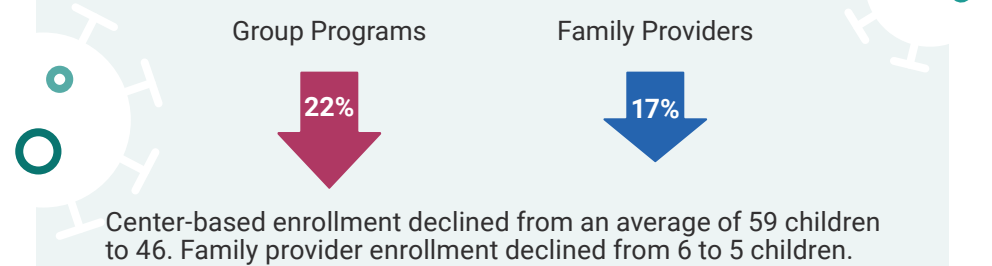 Group Programs
Family Providers
22%
17%
Center-based enrollment declined from an average of 59 children
to 46. Family provider enrollment declined from 6 to 5 children.